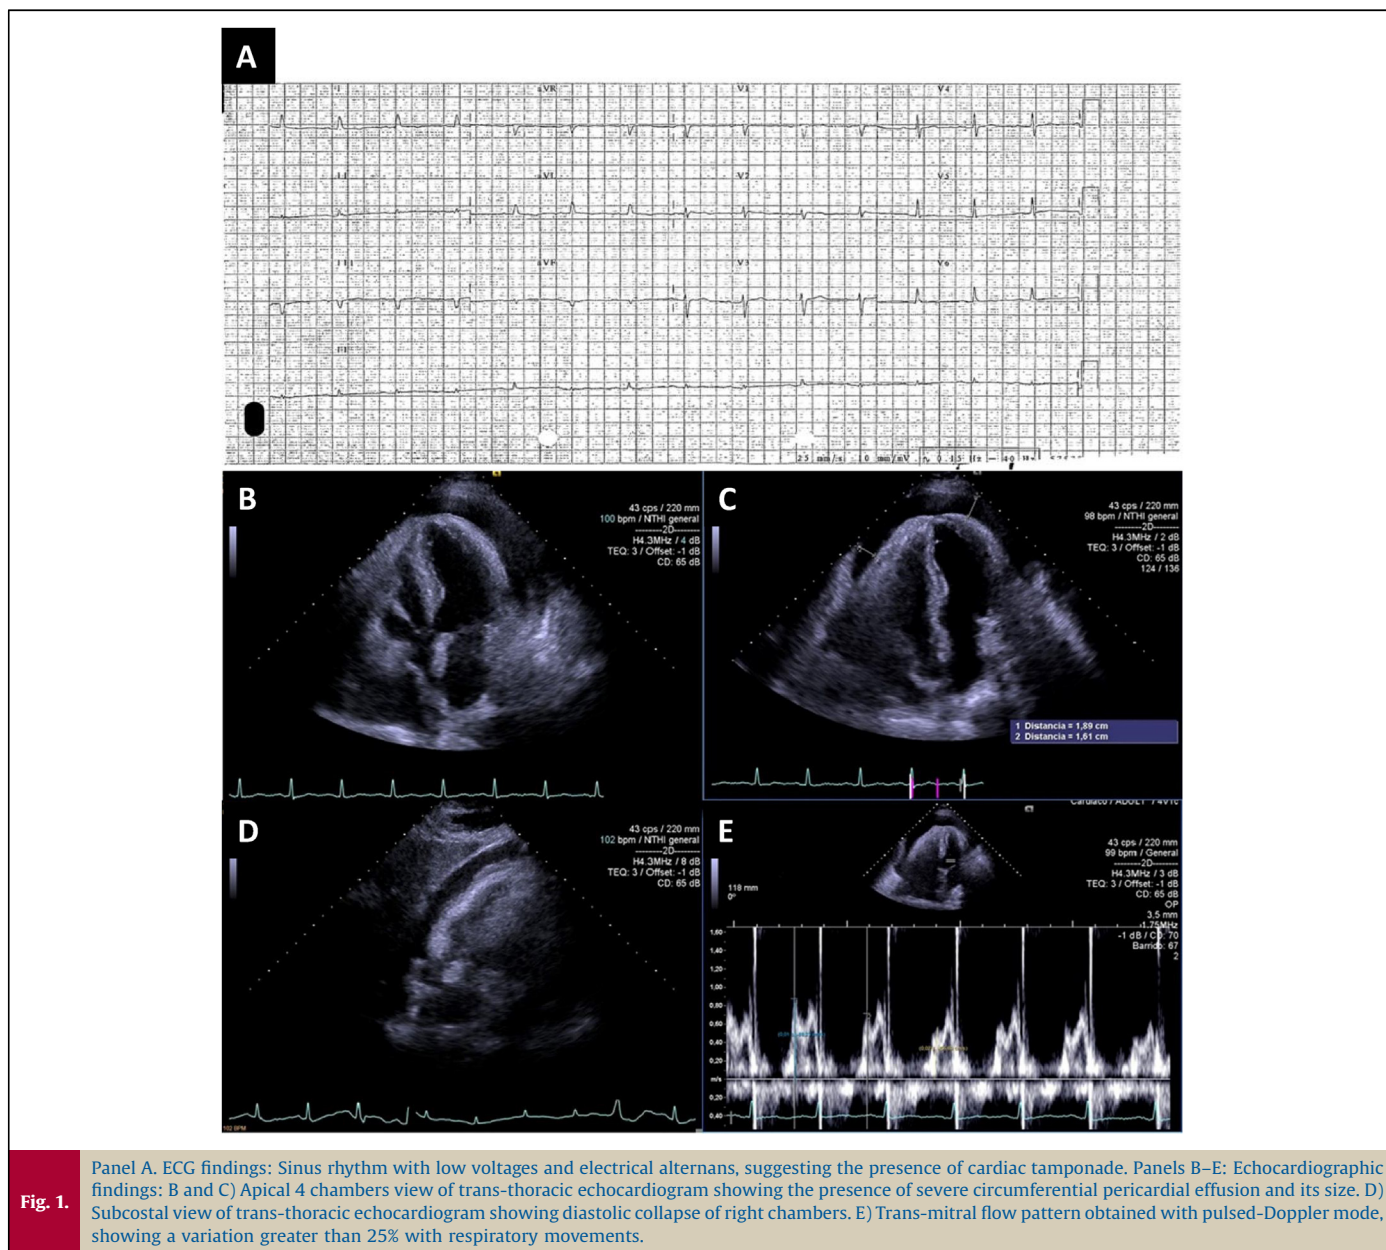 A
I
aVR
V1
V4
II
aVL
V2
V5
III
aVF
V3
V6
II
25 mm/s 10 mm/mV
B
43 cps / 220 mm
100 bpm / NTHI general
--------2D--------
H4.3MHz / 4 dB
TEQ: 3 / Offset: -1 dB
CD: 65 dB
C
43 cps / 220 mm
98 bpm / NTHI general
--------2D--------
H4.3MHz / 2 dB
TEQ: 3 / Offset: -1 dB
CD: 65 dB
124 / 136
1 Distancia = 1,89 cm
2 Distancia = 1,61 cm
D
43 cps / 220 mm
102 bpm / NTHI general
--------2D--------
H4.3MHz / 8 dB
TEQ: 3 / Offset: -1 dB
CD: 65 dB
102 BPM
E
Cardiaco / ADULT / 4V1c
43 cps / 220 mm
99 bpm / General
--------2D--------
H4.3MHz / 3 dB
TEQ: 3 / Offset: -1 dB
CD: 65 dB
OP
3,5 mm
1.75MHz
-1 dB / CD: 70
Barrido: 67
2
118 mm
0°
1,60
1,40
1,20
1,00
0,80
0,60
0,40
0,20
m/s
0,20
0,40
Fig. 1.
Panel A. ECG findings: Sinus rhythm with low voltages and electrical alternans, suggesting the presence of cardiac tamponade. Panels B–E: Echocardiographic
findings: B and C) Apical 4 chambers view of trans-thoracic echocardiogram showing the presence of severe circumferential pericardial effusion and its size. D)
Subcostal view of trans-thoracic echocardiogram showing diastolic collapse of right chambers. E) Trans-mitral flow pattern obtained with pulsed-Doppler mode,
showing a variation greater than 25% with respiratory movements.